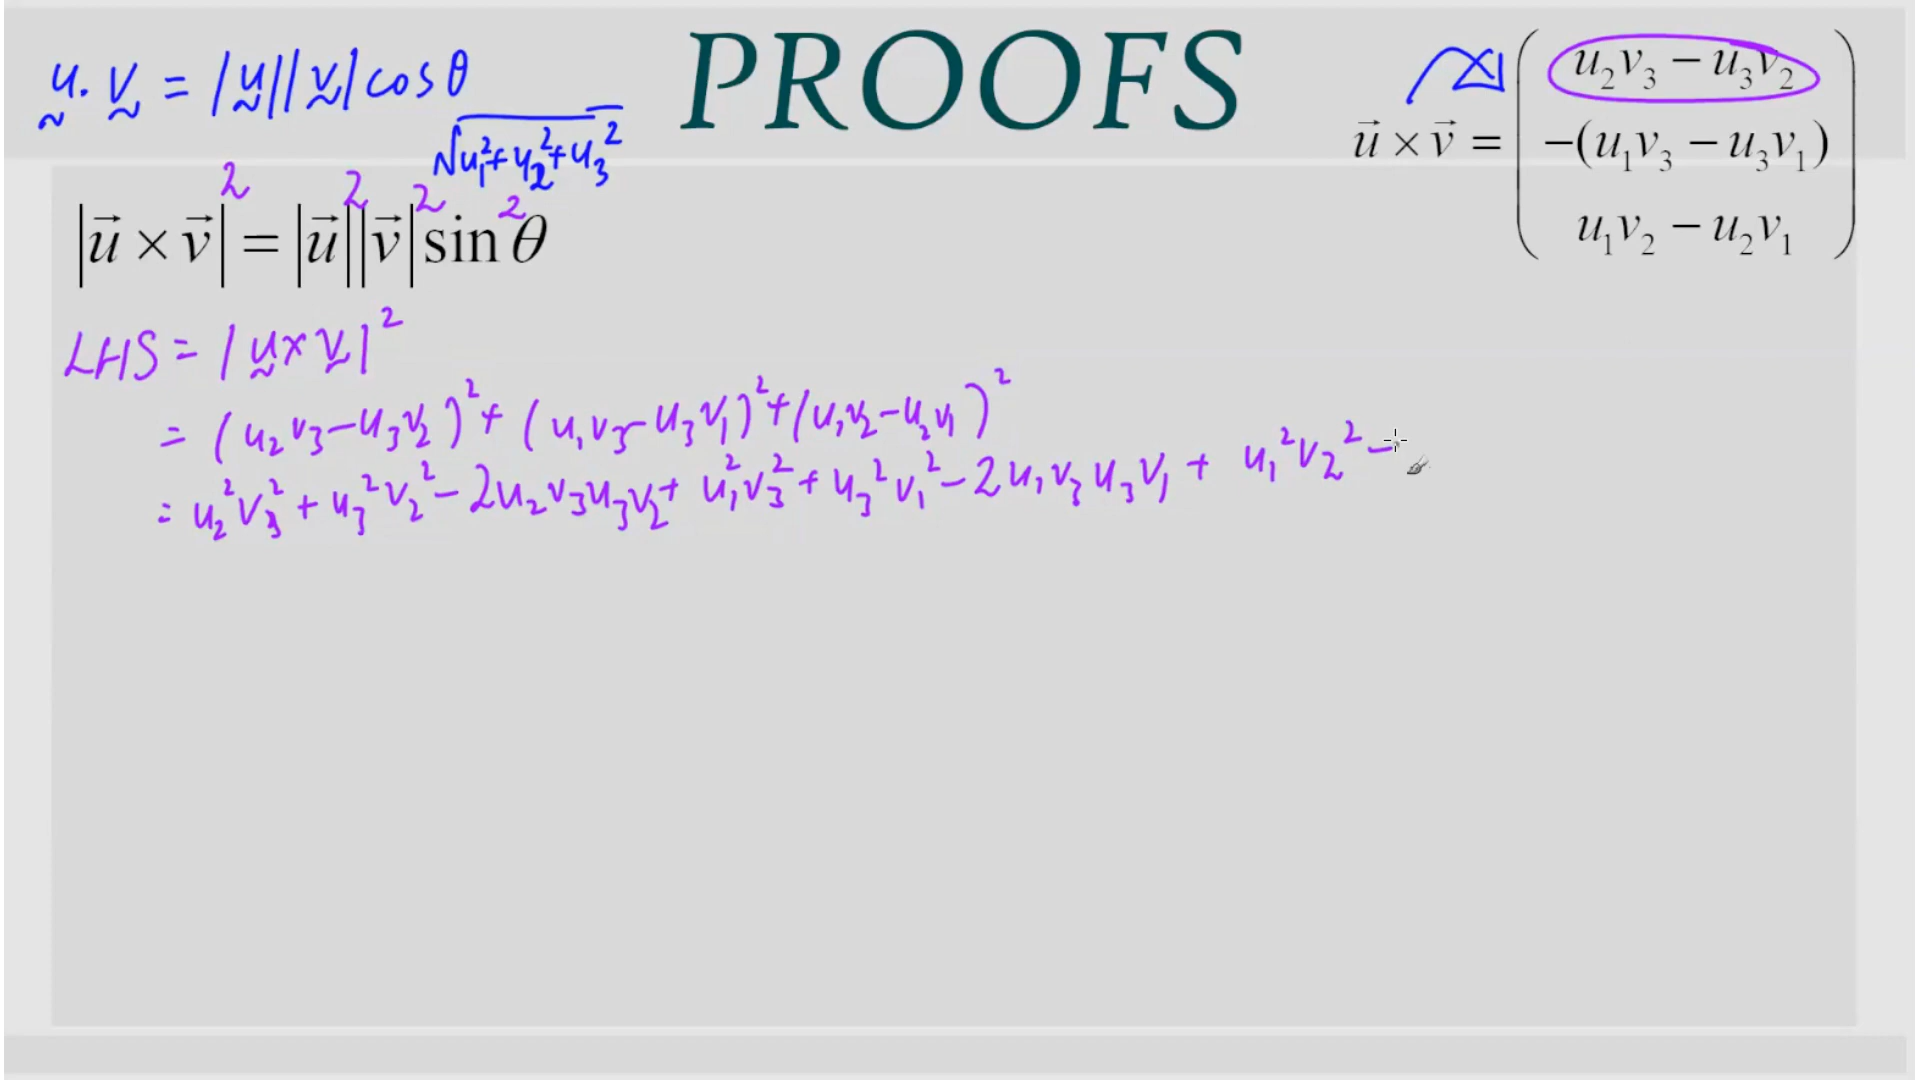 PROOFS
u · v = |u||v| cos θ
√u₁²+u₂²+u₃²
u⃗ × v⃗ = ( u₂v₃ − u₃v₂
−(u₁v₃ − u₃v₁)
u₁v₂ − u₂v₁ )
|u⃗ × v⃗|² = |u⃗|²|v⃗|² sin²θ
LHS = |u × v|²
= (u₂v₃ − u₃v₂)² + (u₁v₃ − u₃v₁)² + (u₁v₂ − u₂v₁)²
= u₂²v₃² + u₃²v₂² − 2u₂v₃u₃v₂ + u₁²v₃² + u₃²v₁² − 2u₁v₃u₃v₁ + u₁²v₂² −